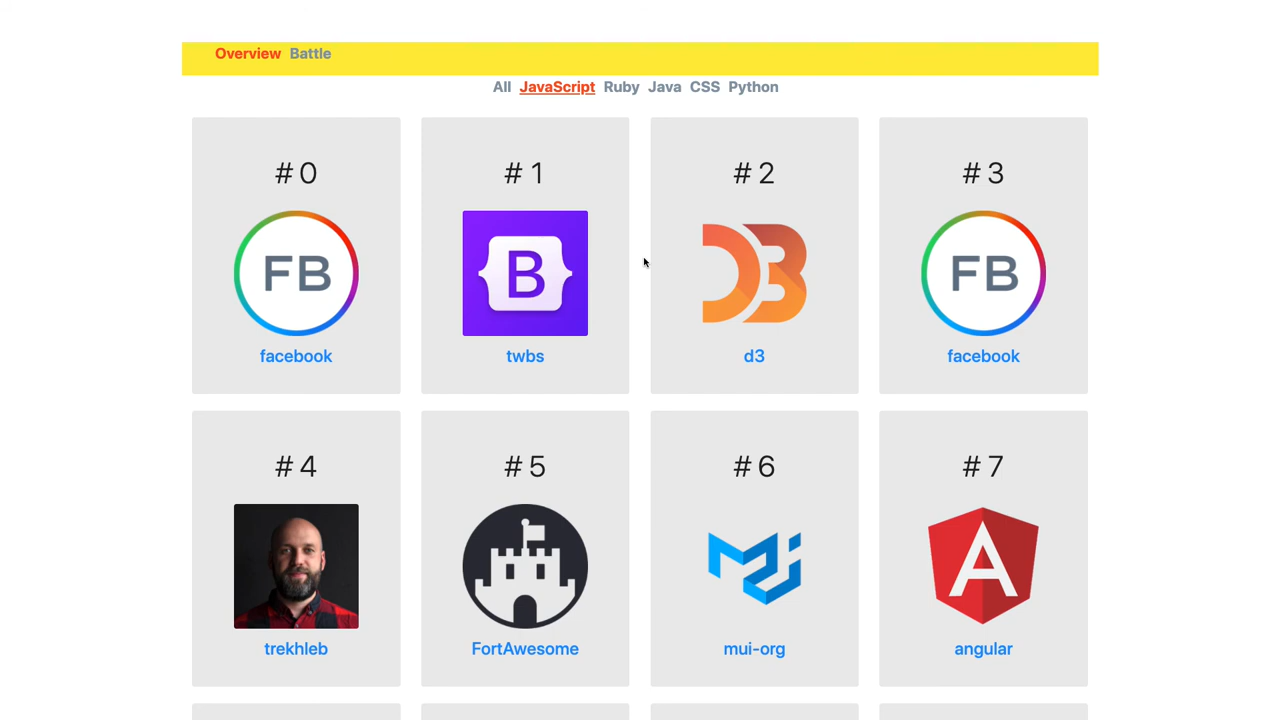 Overview Battle
All JavaScript Ruby Java CSS Python
# 0 # 1 # 2 # 3
FB B D3 FB
facebook twbs d3 facebook
# 4 # 5 # 6 # 7
A
trekhleb FortAwesome mui-org angular